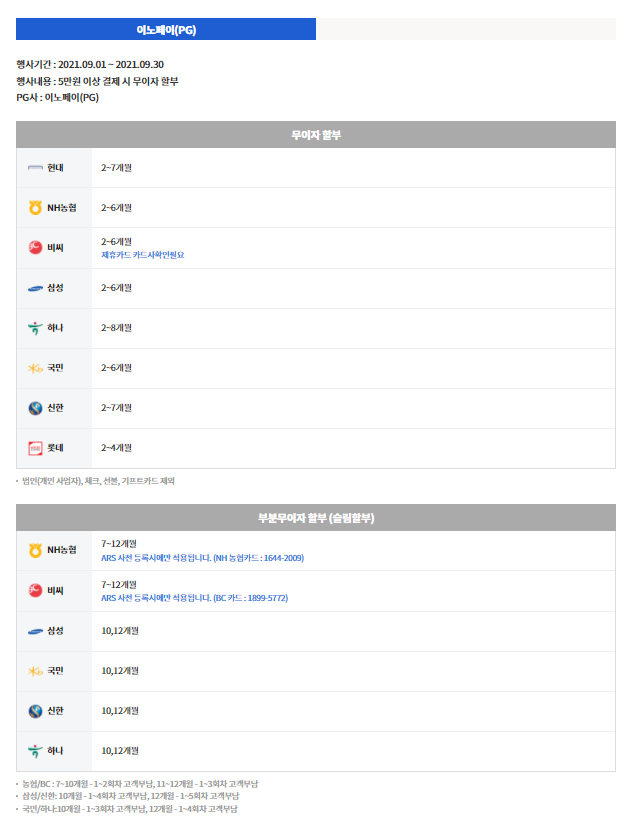 이노페이(PG)
행사기간 : 2021.09.01 ~ 2021.09.30
행사내용 : 5만원 이상 결제 시 무이자 할부
PG사 : 이노페이(PG)
무이자 할부
현대 2~7개월
NH농협 2~6개월
비씨 2~6개월
제휴카드 카드사확인필요
삼성 2~6개월
하나 2~8개월
국민 2~6개월
신한 2~7개월
롯데 2~4개월
• 법인(개인 사업자), 체크, 선불, 기프트카드 제외
부분무이자 할부 (슬림할부)
NH농협 7~12개월
ARS 사전 등록시에만 적용됩니다. (NH 농협카드 : 1644-2009)
비씨 7~12개월
ARS 사전 등록시에만 적용됩니다. (BC 카드 : 1899-5772)
삼성 10,12개월
국민 10,12개월
신한 10,12개월
하나 10,12개월
• 농협/BC : 7~10개월 - 1~2회차 고객부담, 11~12개월 - 1~3회차 고객부담
• 삼성/신한: 10개월 - 1~4회차 고객부담, 12개월 - 1~5회차 고객부담
• 국민/하나:10개월 - 1~3회차 고객부담, 12개월 - 1~4회차 고객부담